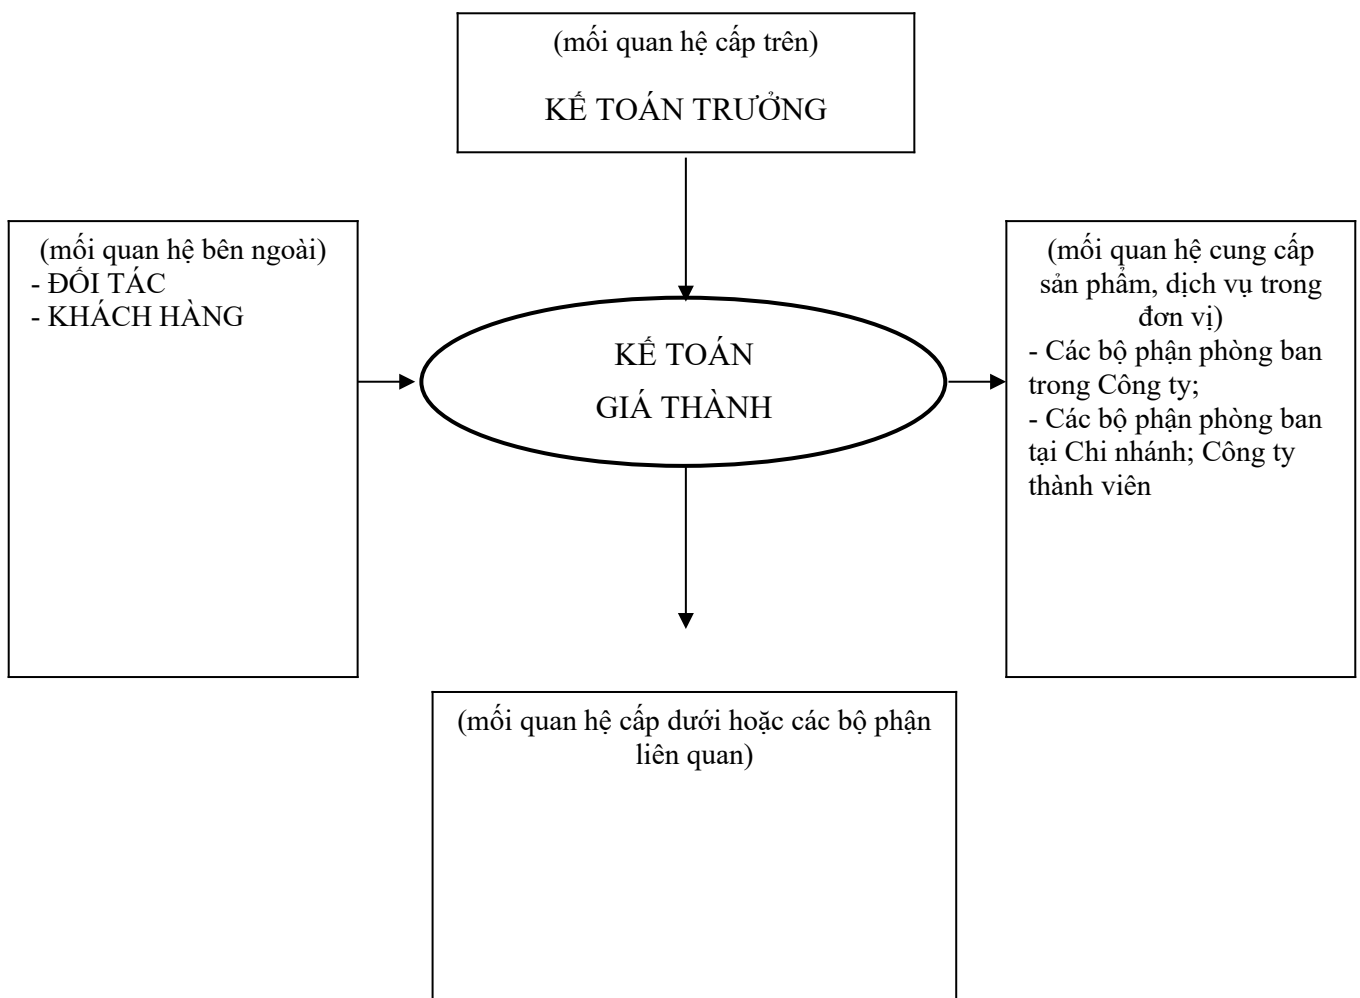 (mối quan hệ cấp trên)
KẾ TOÁN TRƯỞNG
(mối quan hệ bên ngoài)
- ĐỐI TÁC
- KHÁCH HÀNG
KẾ TOÁN
GIÁ THÀNH
(mối quan hệ cung cấp
sản phẩm, dịch vụ trong
đơn vị)
- Các bộ phận phòng ban
trong Công ty;
- Các bộ phận phòng ban
tại Chi nhánh; Công ty
thành viên
(mối quan hệ cấp dưới hoặc các bộ phận
liên quan)